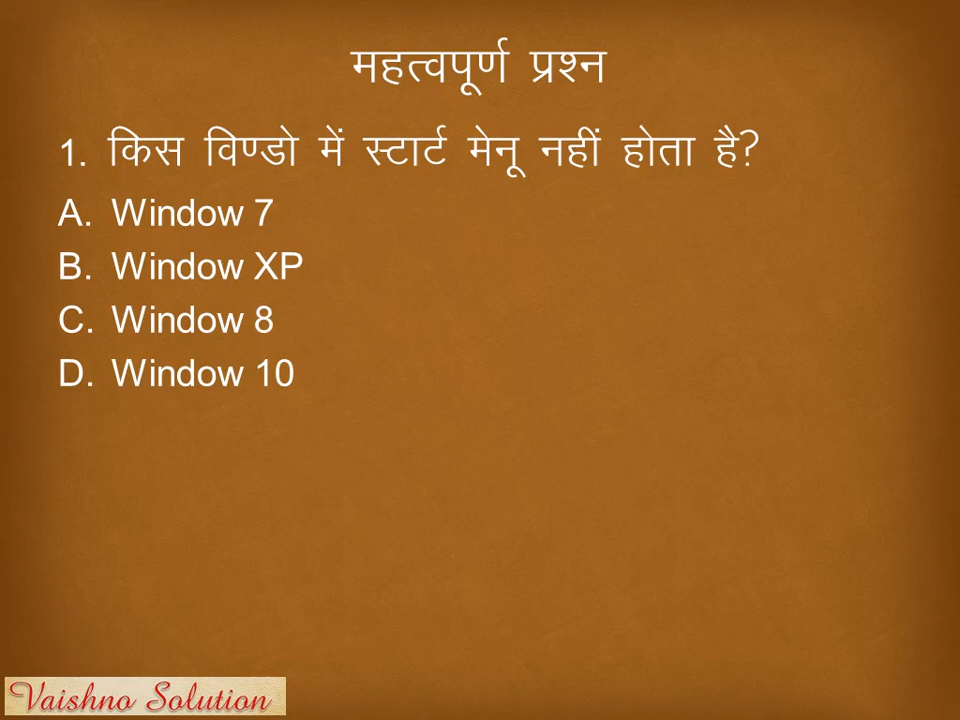 महत्वपूर्ण प्रश्न
1. किस विण्डो में स्टार्ट मेनू नहीं होता है?
A. Window 7
B. Window XP
C. Window 8
D. Window 10
Vaishno Solution